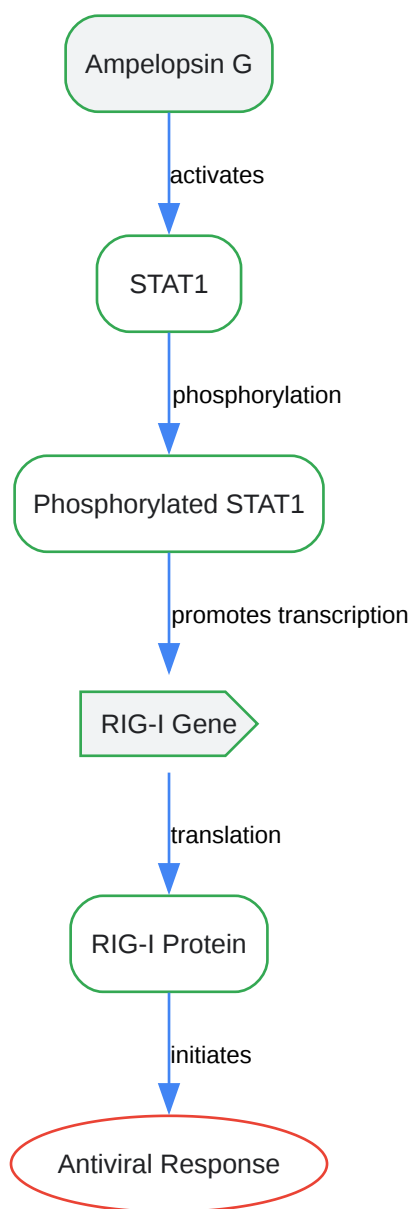 Ampelopsin G
activates
STAT1
phosphorylation
Phosphorylated STAT1
promotes transcription
RIG-I Gene
translation
RIG-I Protein
initiates
Antiviral Response